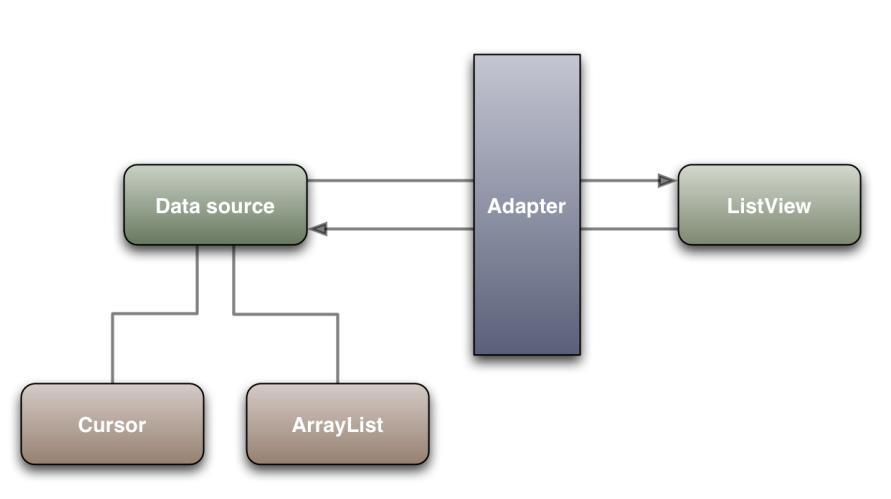 Data source
Adapter
ListView
Cursor
ArrayList